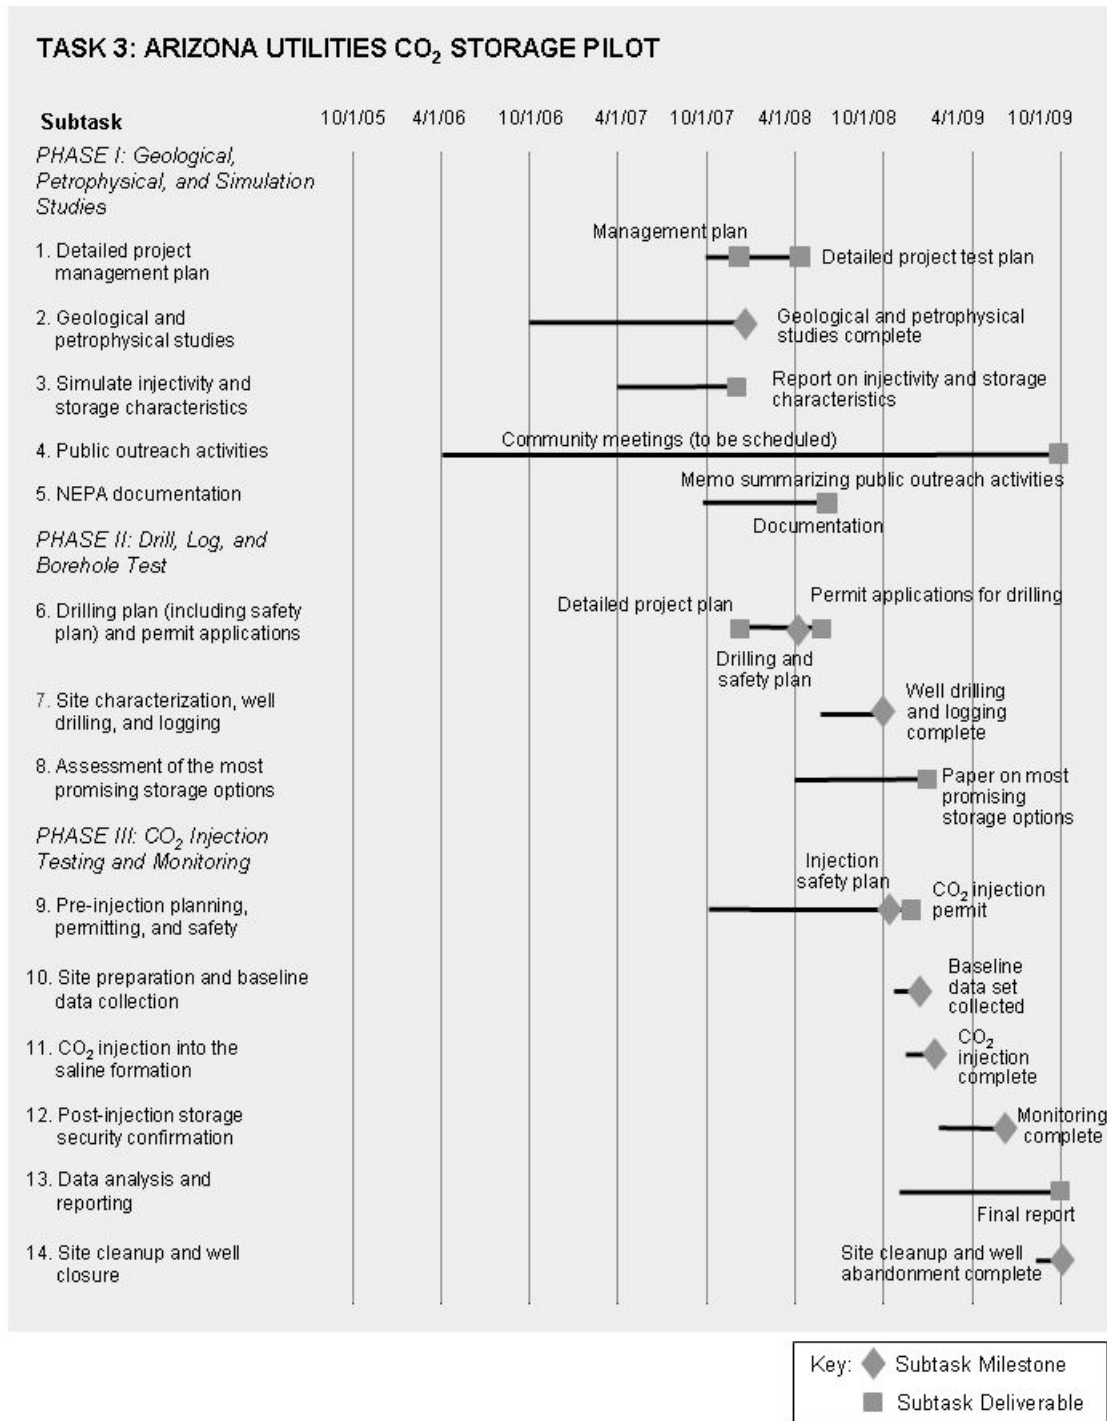 TASK 3: ARIZONA UTILITIES CO₂ STORAGE PILOT
Subtask
10/1/05 4/1/06 10/1/06 4/1/07 10/1/07 4/1/08 10/1/08 4/1/09 10/1/09
PHASE I: Geological,
Petrophysical, and Simulation
Studies
1. Detailed project
management plan
Management plan
Detailed project test plan
2. Geological and
petrophysical studies
Geological and petrophysical
studies complete
3. Simulate injectivity and
storage characteristics
Report on injectivity and storage
characteristics
4. Public outreach activities
Community meetings (to be scheduled)
Memo summarizing public outreach activities
5. NEPA documentation
Documentation
PHASE II: Drill, Log, and
Borehole Test
6. Drilling plan (including safety
plan) and permit applications
Detailed project plan
Permit applications for drilling
Drilling and
safety plan
7. Site characterization, well
drilling, and logging
Well drilling
and logging
complete
8. Assessment of the most
promising storage options
Paper on most
promising
storage options
PHASE III: CO₂ Injection
Testing and Monitoring
9. Pre-injection planning,
permitting, and safety
Injection
safety plan
CO₂ injection
permit
10. Site preparation and baseline
data collection
Baseline
data set
collected
11. CO₂ injection into the
saline formation
CO₂
injection
complete
12. Post-injection storage
security confirmation
Monitoring
complete
13. Data analysis and
reporting
Final report
14. Site cleanup and well
closure
Site cleanup and well
abandonment complete
Key: Subtask Milestone
Subtask Deliverable